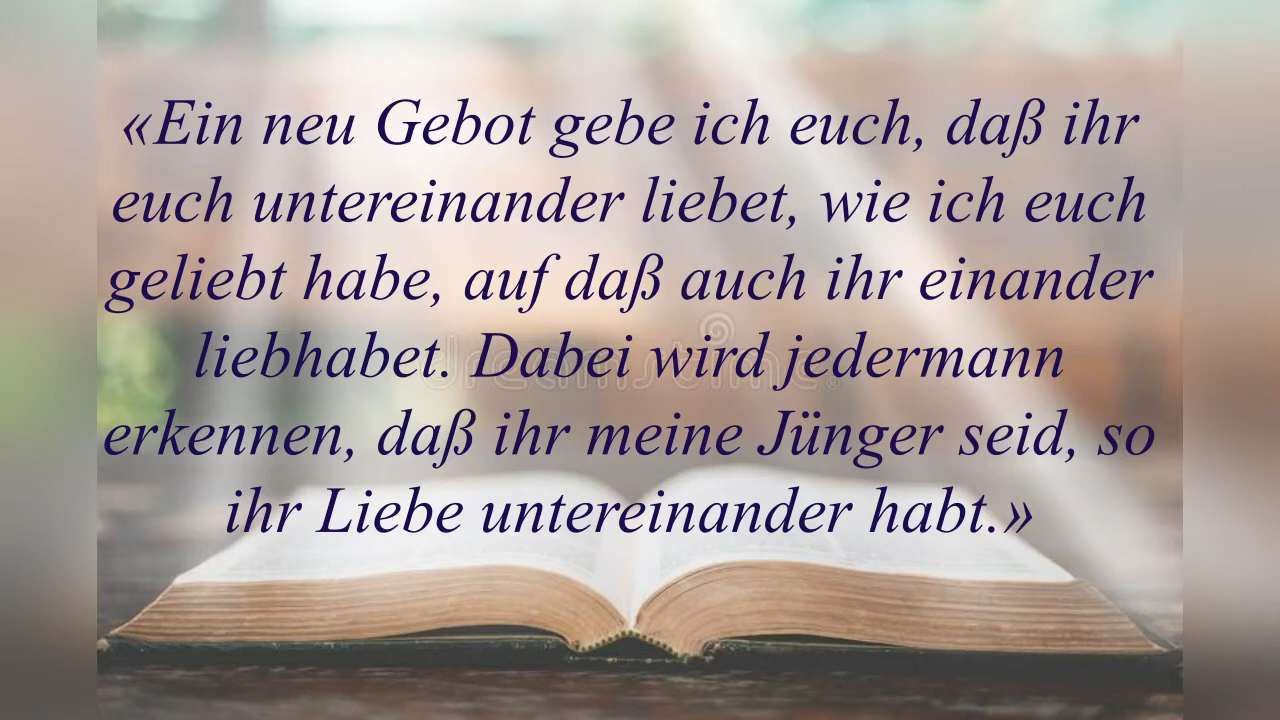 «Ein neu Gebot gebe ich euch, daß ihr
euch untereinander liebet, wie ich euch
geliebt habe, auf daß auch ihr einander
liebhabet. Dabei wird jedermann
erkennen, daß ihr meine Jünger seid, so
ihr Liebe untereinander habt.»
dreamstime.